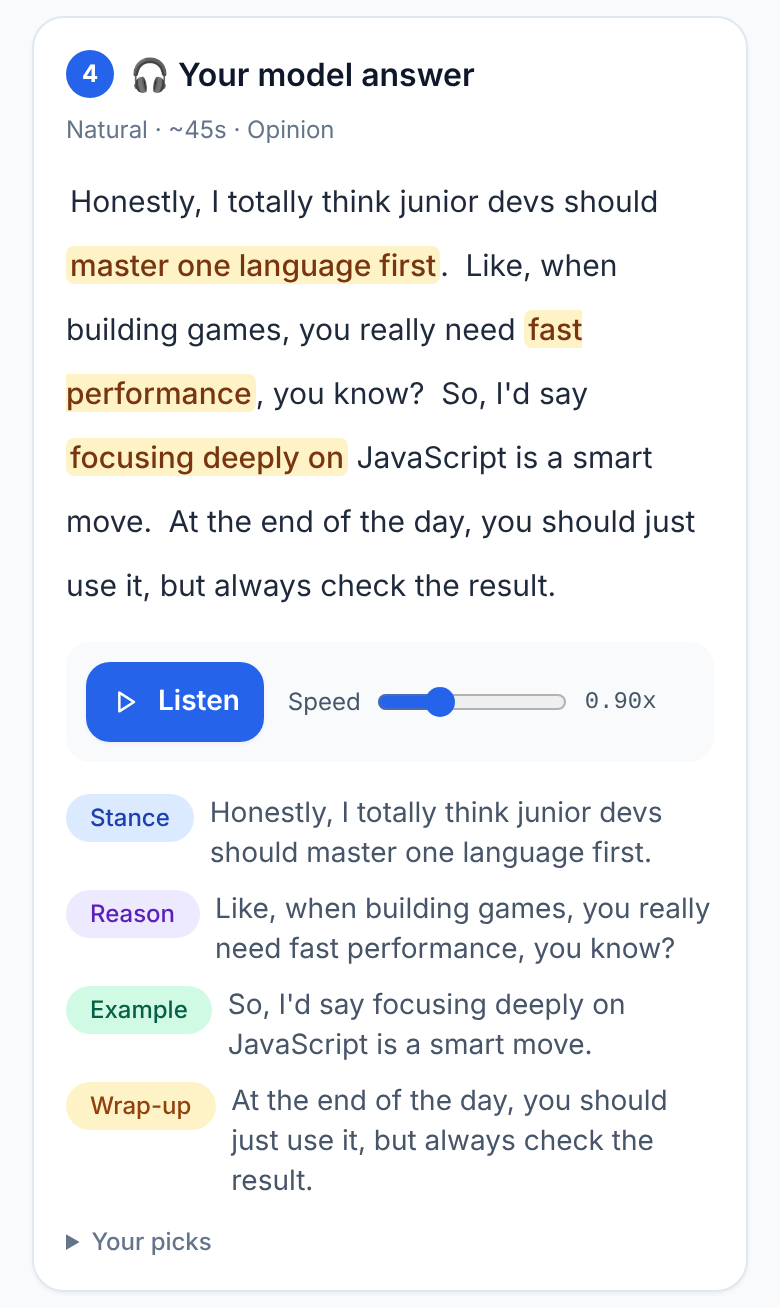 4 🎧 Your model answer
Natural · ~45s · Opinion
Honestly, I totally think junior devs should
master one language first. Like, when
building games, you really need fast
performance, you know? So, I'd say
focusing deeply on JavaScript is a smart
move. At the end of the day, you should just
use it, but always check the result.
Listen Speed 0.90x
Stance Honestly, I totally think junior devs
should master one language first.
Reason Like, when building games, you really
need fast performance, you know?
Example So, I'd say focusing deeply on
JavaScript is a smart move.
Wrap-up At the end of the day, you should
just use it, but always check the
result.
Your picks